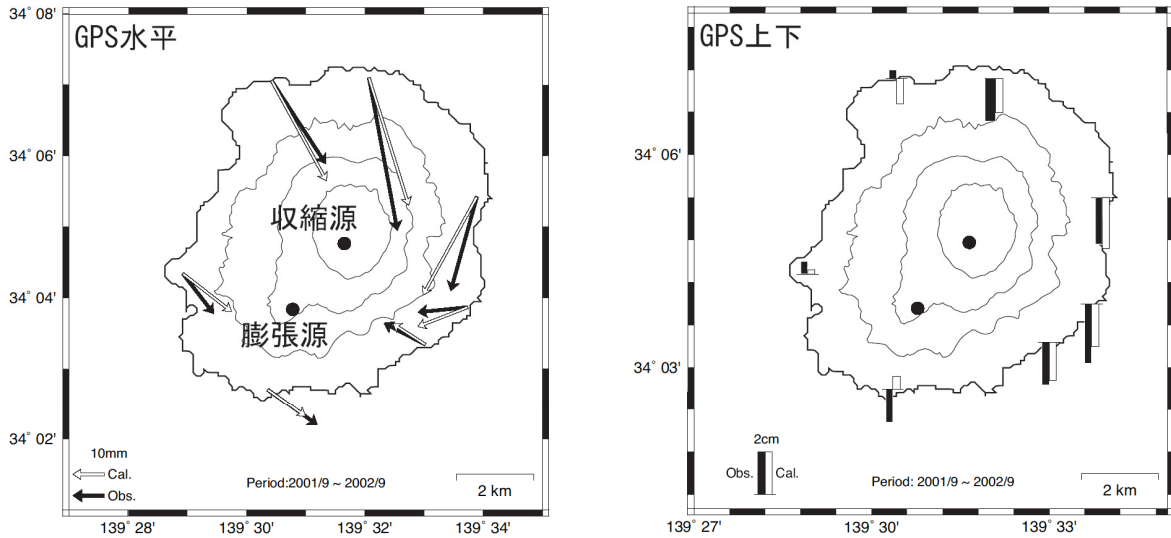 34° 08'
GPS水平
34° 06'
収縮源
34° 04'
膨張源
34° 02'
10mm
Cal.
Obs.
Period:2001/9 ~ 2002/9
2 km
139° 28' 139° 30' 139° 32' 139° 34'
GPS上下
34° 06'
34° 03'
2cm
Obs. Cal.
Period: 2001/9 ~ 2002/9
2 km
139° 27' 139° 30' 139° 33'